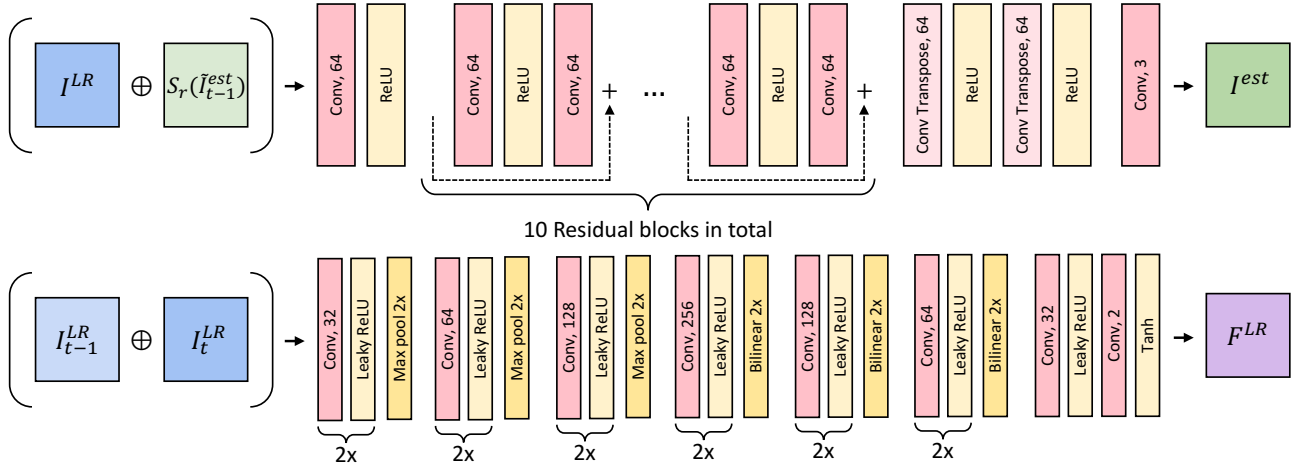 I^{LR} ⊕ S_r(Ĩ_{t-1}^{est})
Conv, 64
ReLU
Conv, 64
ReLU
Conv, 64
+
...
Conv, 64
ReLU
Conv, 64
+
Conv Transpose, 64
ReLU
Conv Transpose, 64
ReLU
Conv, 3
I^{est}
10 Residual blocks in total
I_{t-1}^{LR} ⊕ I_t^{LR}
Conv, 32
Leaky ReLU
Max pool 2x
Conv, 64
Leaky ReLU
Max pool 2x
Conv, 128
Leaky ReLU
Max pool 2x
Conv, 256
Leaky ReLU
Bilinear 2x
Conv, 128
Leaky ReLU
Bilinear 2x
Conv, 64
Leaky ReLU
Bilinear 2x
Conv, 32
Leaky ReLU
Conv, 2
Tanh
F^{LR}
2x
2x
2x
2x
2x
2x